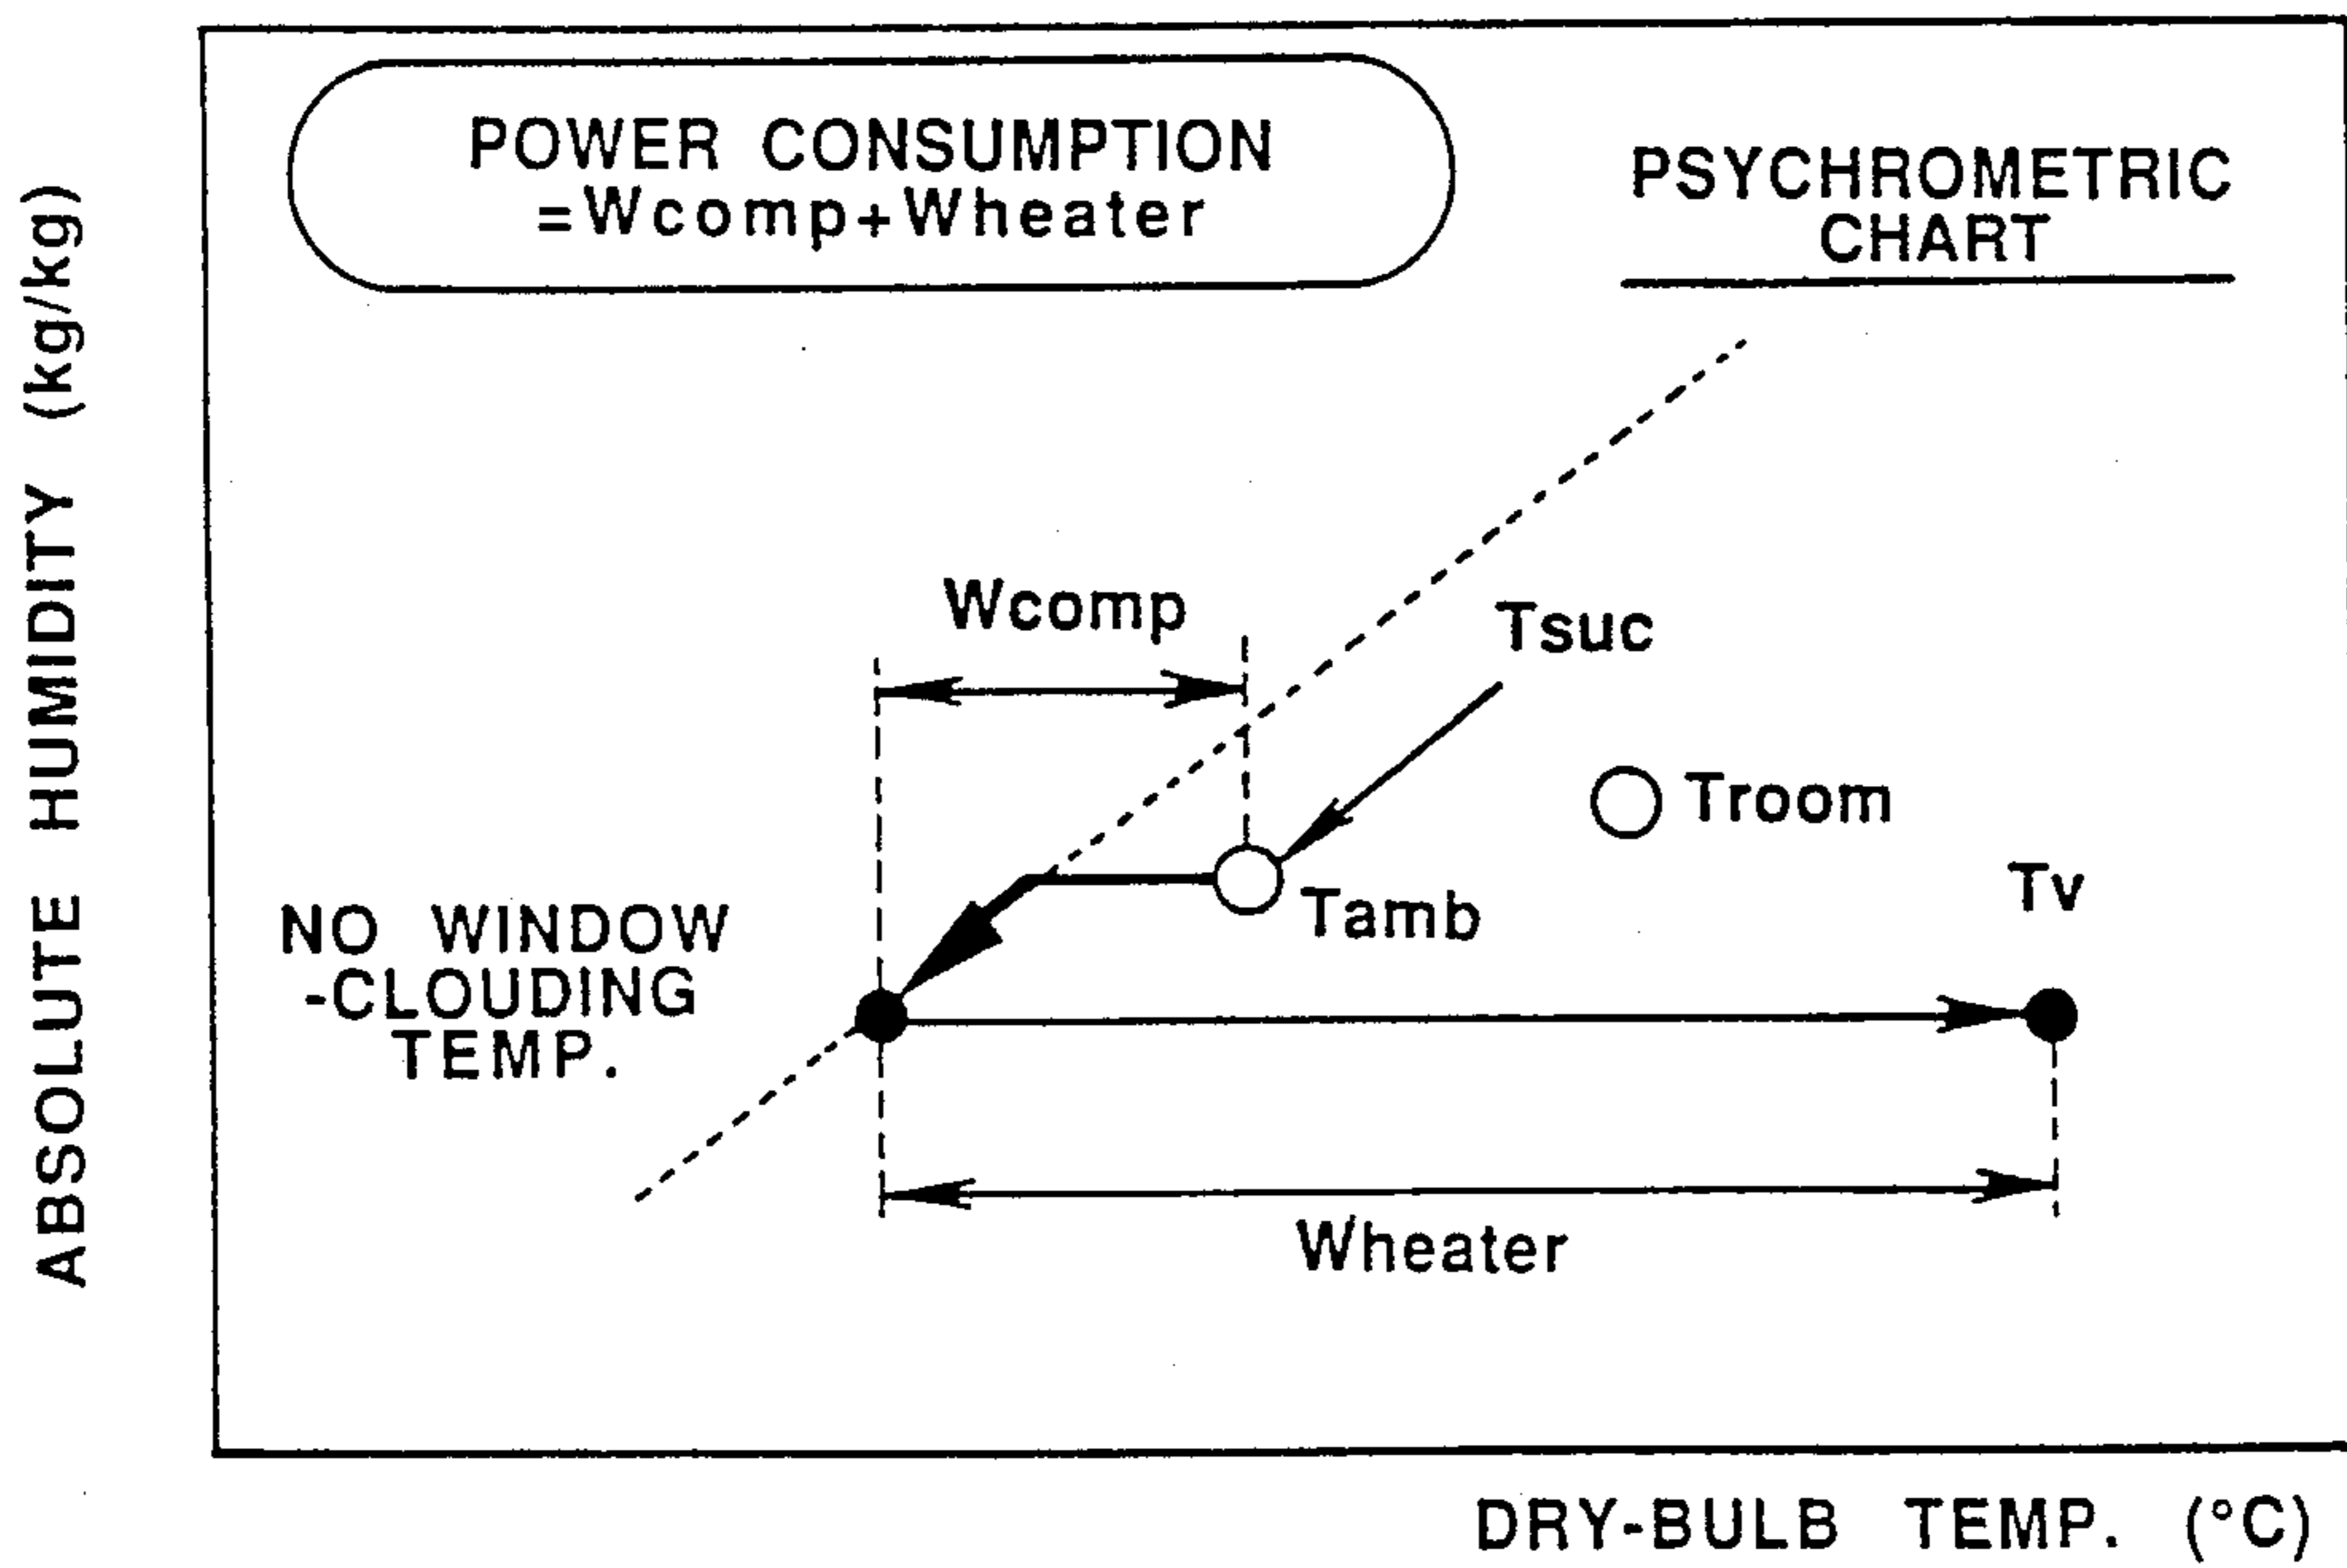 POWER CONSUMPTION
=Wcomp+Wheater
PSYCHROMETRIC
CHART
ABSOLUTE HUMIDITY (kg/kg)
Wcomp
Tsuc
Troom
Tv
Tamb
NO WINDOW
-CLOUDING
TEMP.
Wheater
DRY-BULB TEMP. (°C)